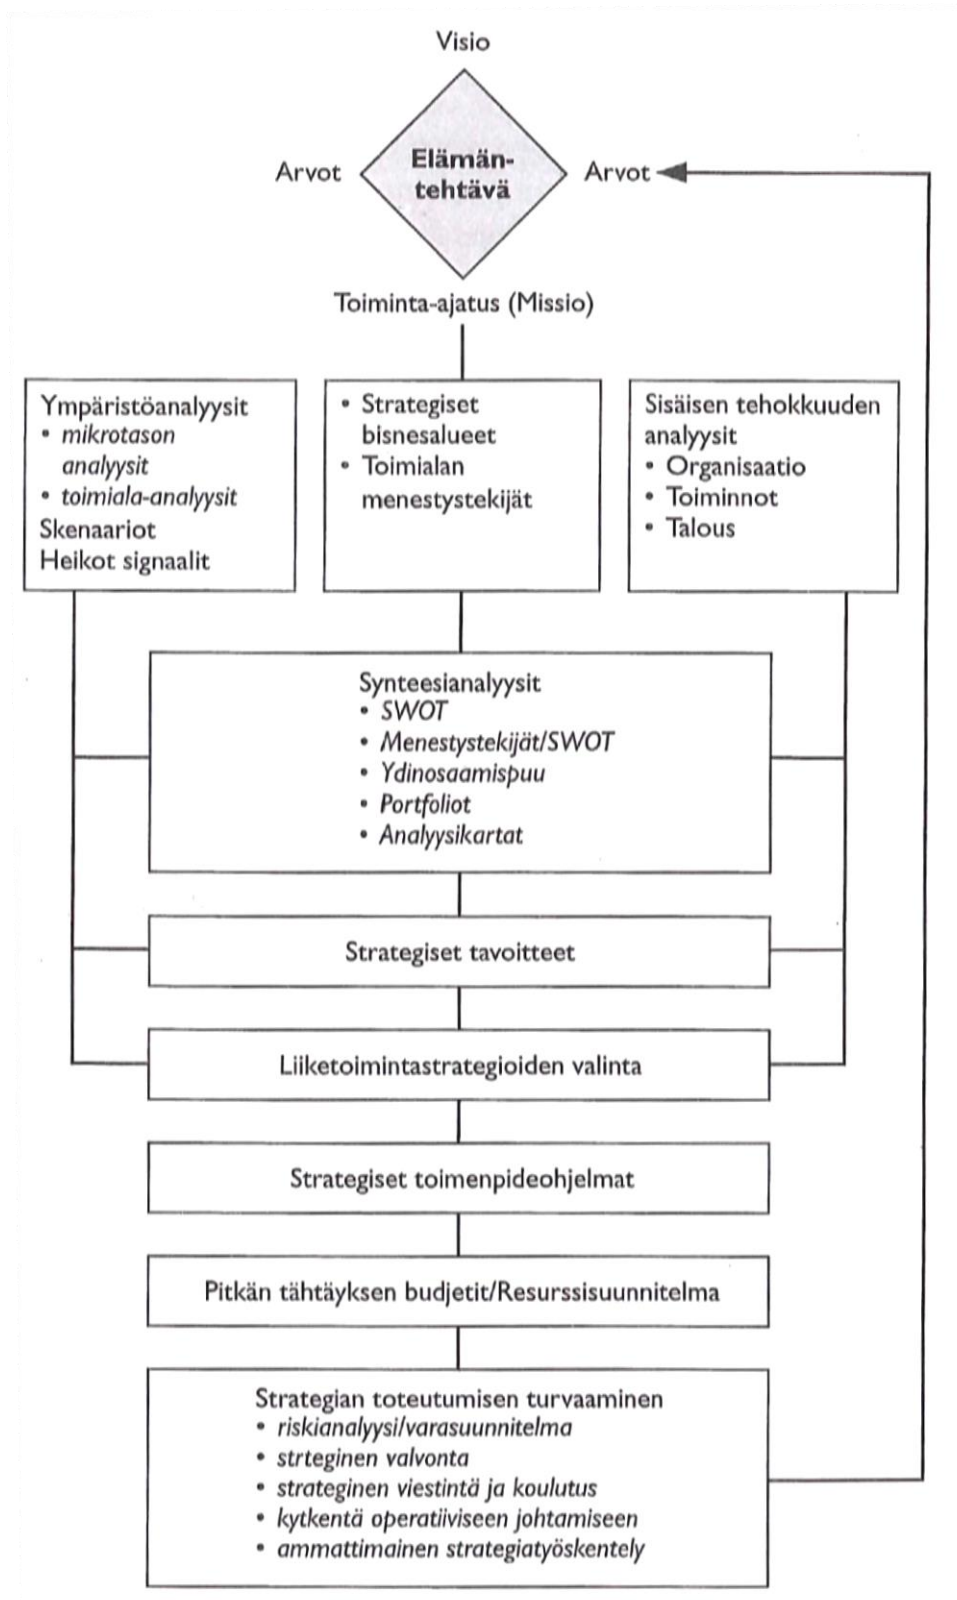 Visio
Arvot
Elämän-
tehtävä
Arvot
Toiminta-ajatus (Missio)
Ympäristöanalyysit
• mikrotason
analyysit
• toimiala-analyysit
Skenaariot
Heikot signaalit
• Strategiset
bisnesalueet
• Toimialan
menestystekijät
Sisäisen tehokkuuden
analyysit
• Organisaatio
• Toiminnot
• Talous
Synteesianalyysit
• SWOT
• Menestystekijät/SWOT
• Ydinosaamispuu
• Portfoliot
• Analyysikartat
Strategiset tavoitteet
Liiketoimintastrategioiden valinta
Strategiset toimenpideohjelmat
Pitkän tähtäyksen budjetit/Resurssisuunnitelma
Strategian toteutumisen turvaaminen
• riskianalyysi/varasuunnitelma
• strteginen valvonta
• strateginen viestintä ja koulutus
• kytkentä operatiiviseen johtamiseen
• ammattimainen strategiatyöskentely